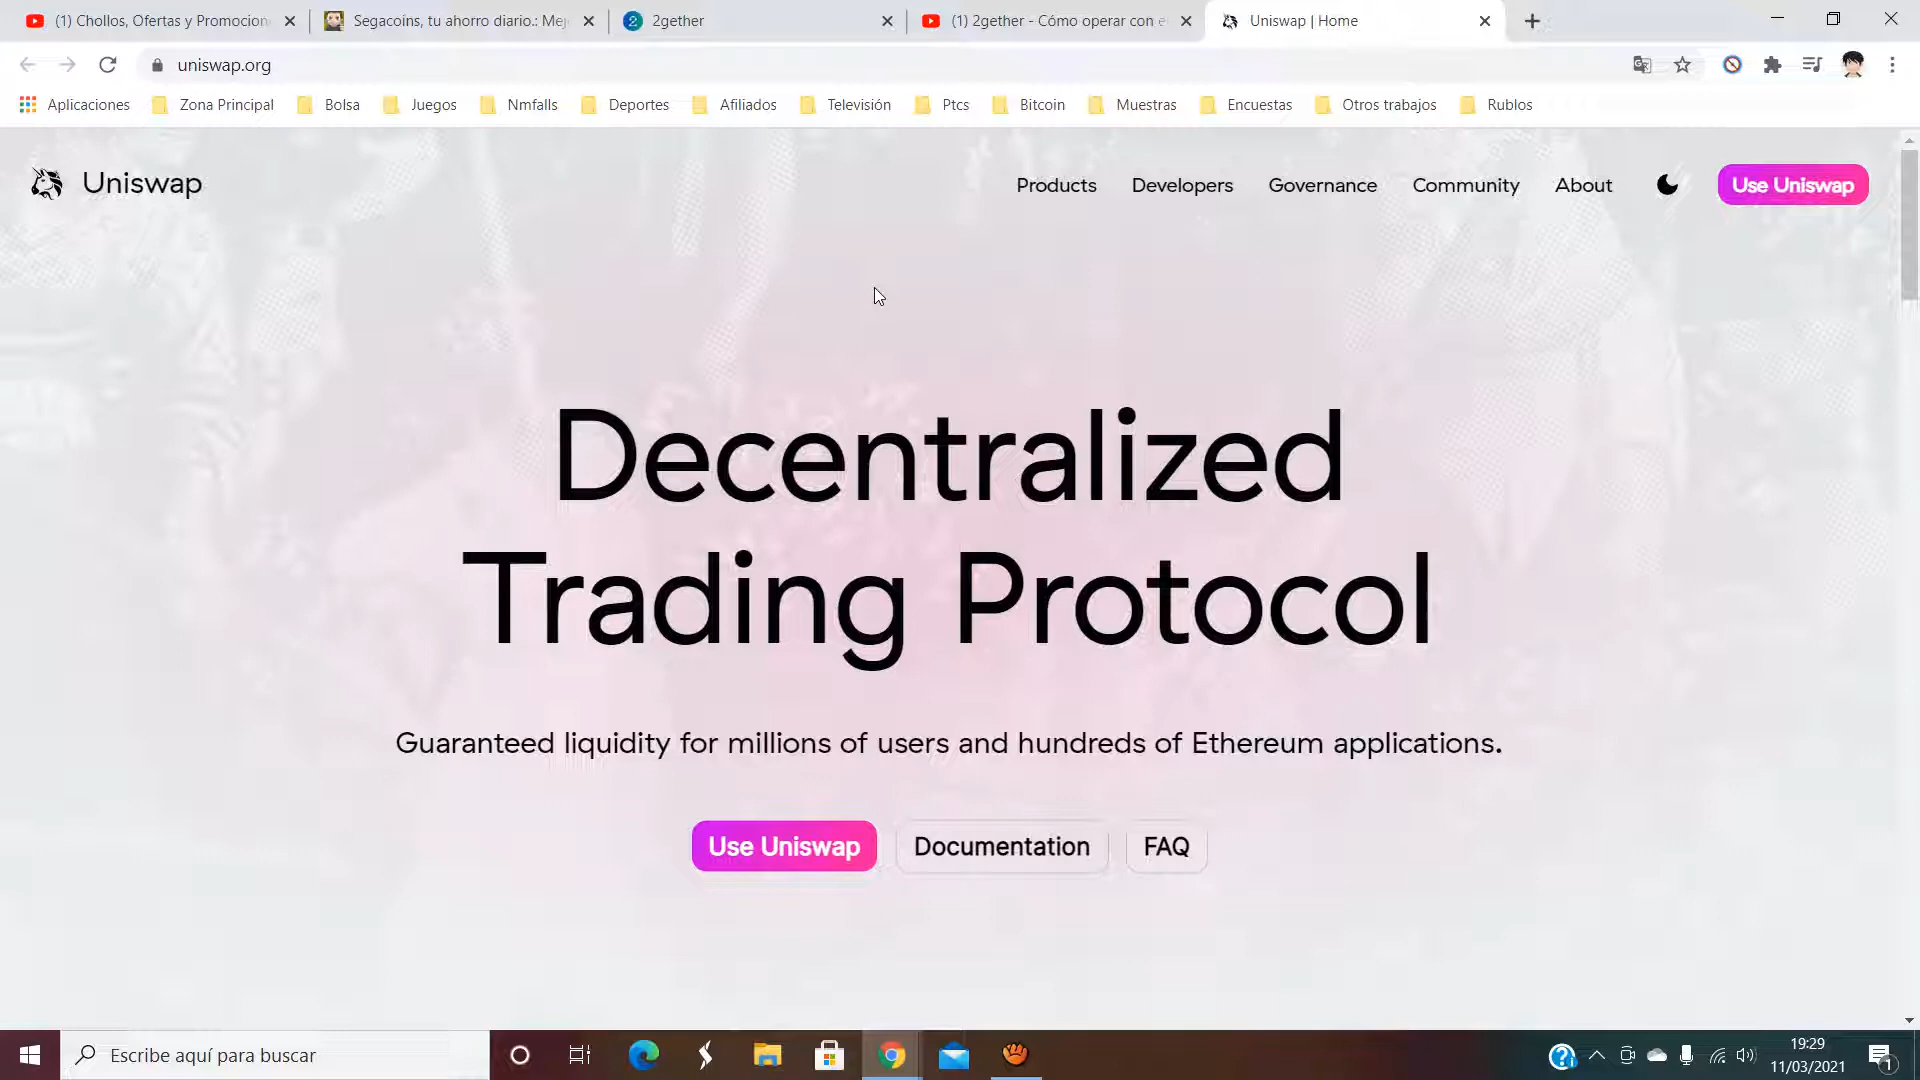 (1) Chollos, Ofertas y Promocion
Segacoins, tu ahorro diario.: Mej
2gether
(1) 2gether - Cómo operar con e
Uniswap | Home
uniswap.org
Aplicaciones
Zona Principal
Bolsa
Juegos
Nmfalls
Deportes
Afiliados
Televisión
Ptcs
Bitcoin
Muestras
Encuestas
Otros trabajos
Rublos
Uniswap
Products
Developers
Governance
Community
About
Use Uniswap
Decentralized
Trading Protocol
Guaranteed liquidity for millions of users and hundreds of Ethereum applications.
Use Uniswap
Documentation
FAQ
Escribe aquí para buscar
19:29
11/03/2021
1